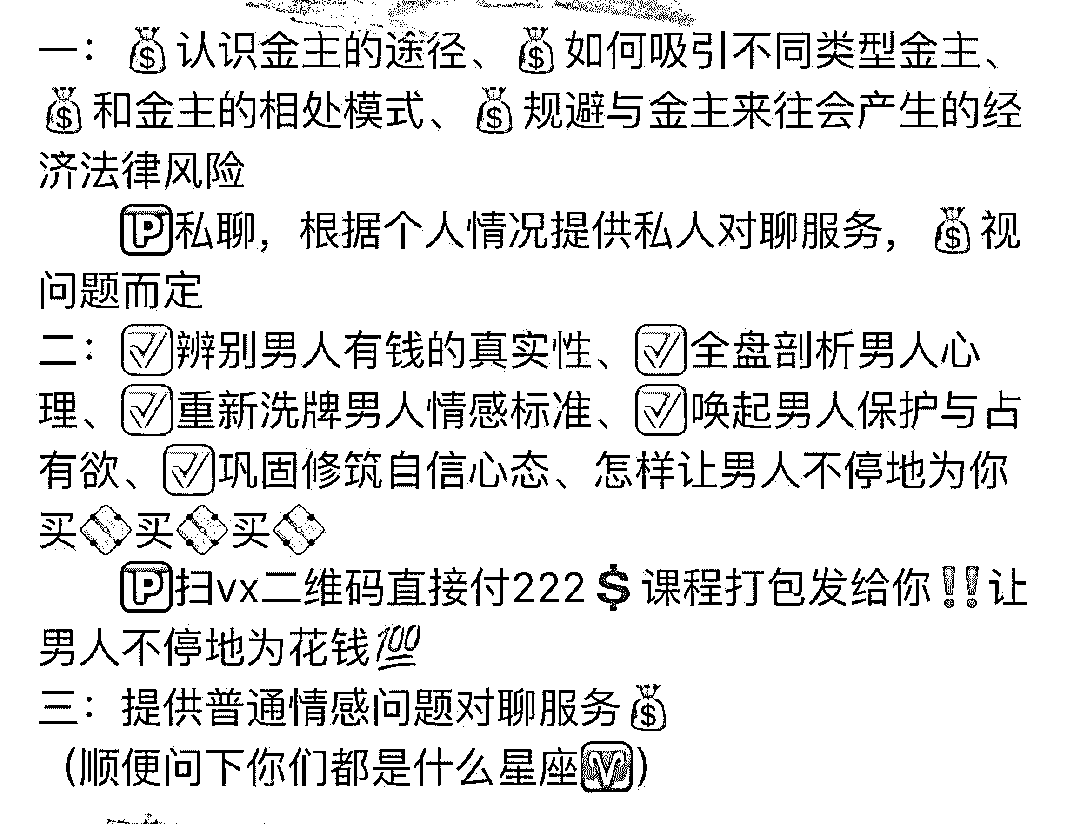 一：💰认识金主的途径、💰如何吸引不同类型金主、
💰和金主的相处模式、💰规避与金主来往会产生的经
济法律风险
🅿️私聊，根据个人情况提供私人对聊服务，💰视
问题而定
二：☑️辨别男人有钱的真实性、☑️全盘剖析男人心
理、☑️重新洗牌男人情感标准、☑️唤起男人保护与占
有欲、☑️巩固修筑自信心态、怎样让男人不停地为你
买买买
🅿️扫vx二维码直接付222💲课程打包发给你‼️让
男人不停地为花钱💯
三：提供普通情感问题对聊服务💰
（顺便问下你们都是什么星座♈）